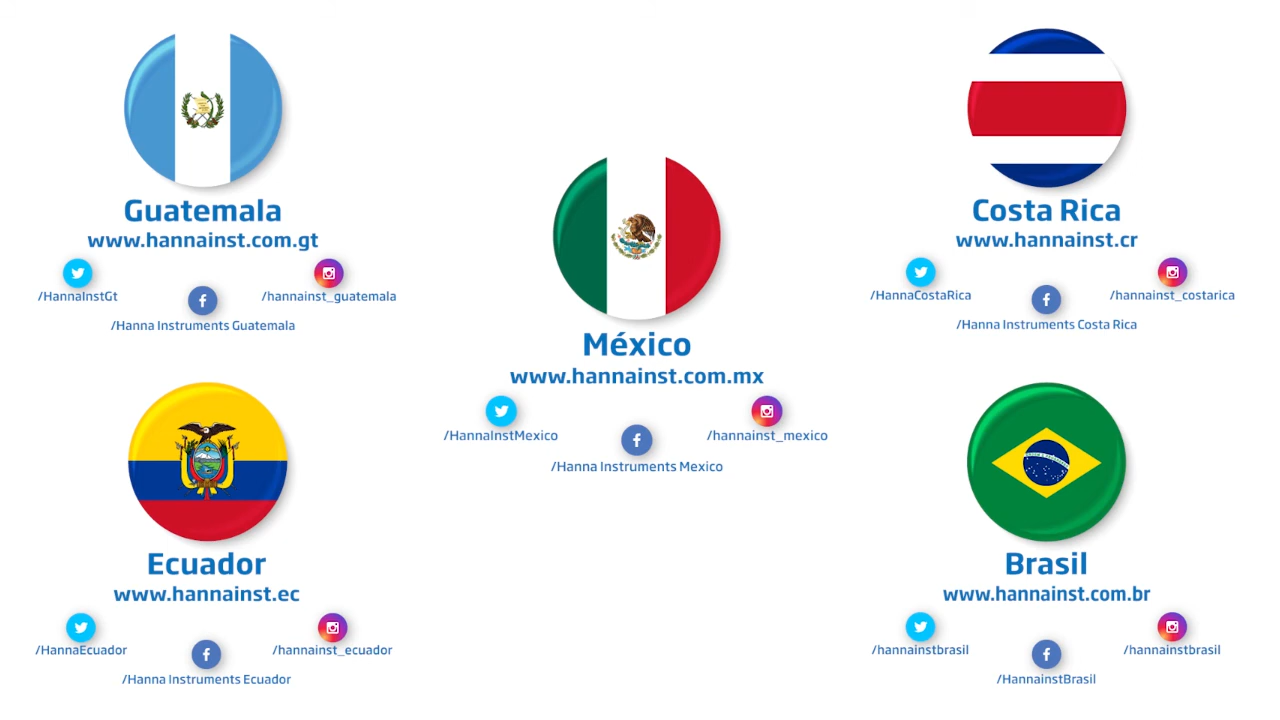 Guatemala
www.hannainst.com.gt
/HannaInstGt
/hannainst_guatemala
/Hanna Instruments Guatemala
Costa Rica
www.hannainst.cr
/HannaCostaRica
/hannainst_costarica
/Hanna Instruments Costa Rica
México
www.hannainst.com.mx
/HannaInstMexico
/hannainst_mexico
/Hanna Instruments Mexico
Ecuador
www.hannainst.ec
/HannaEcuador
/hannainst_ecuador
/Hanna Instruments Ecuador
Brasil
www.hannainst.com.br
/hannainstbrasil
/hannainstbrasil
/HannainstBrasil